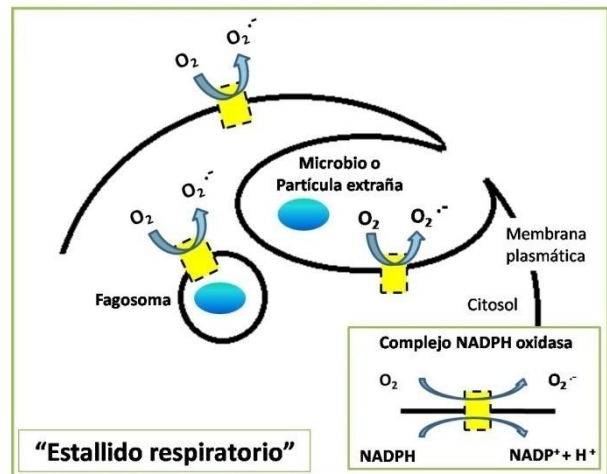 O₂ O₂·⁻
Microbio o
Partícula extraña
O₂ O₂·⁻
O₂ O₂·⁻
Membrana
plasmática
Fagosoma
Citosol
Complejo NADPH oxidasa
O₂ O₂·⁻
NADPH NADP⁺ + H⁺
“Estallido respiratorio”